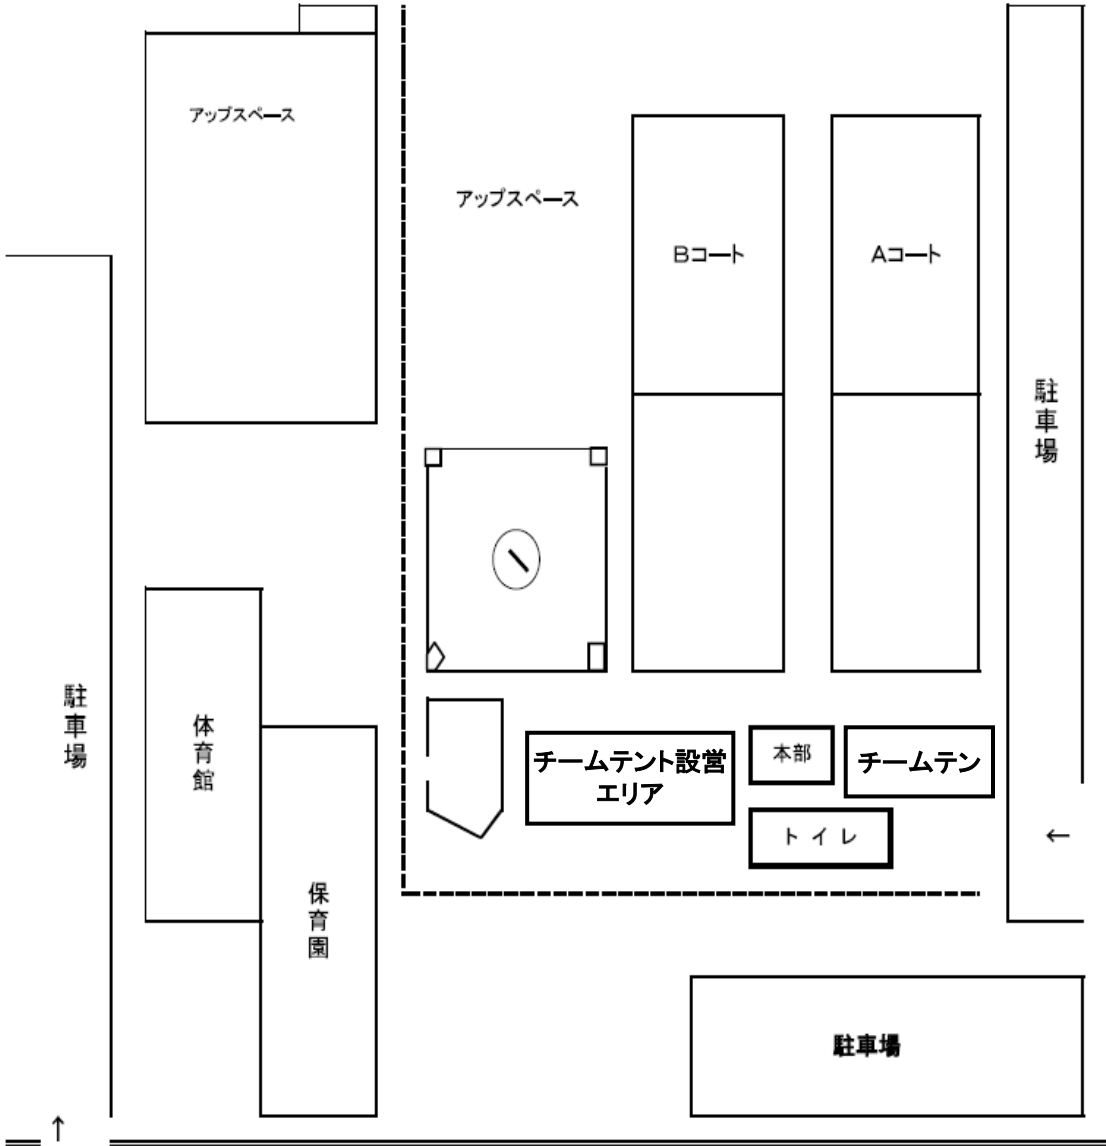 アップスペース
アップスペース
Bコート
Aコート
駐車場
駐車場
体育館
チームテント設営
エリア
本部
チームテン
トイレ
←
保育園
駐車場
↑